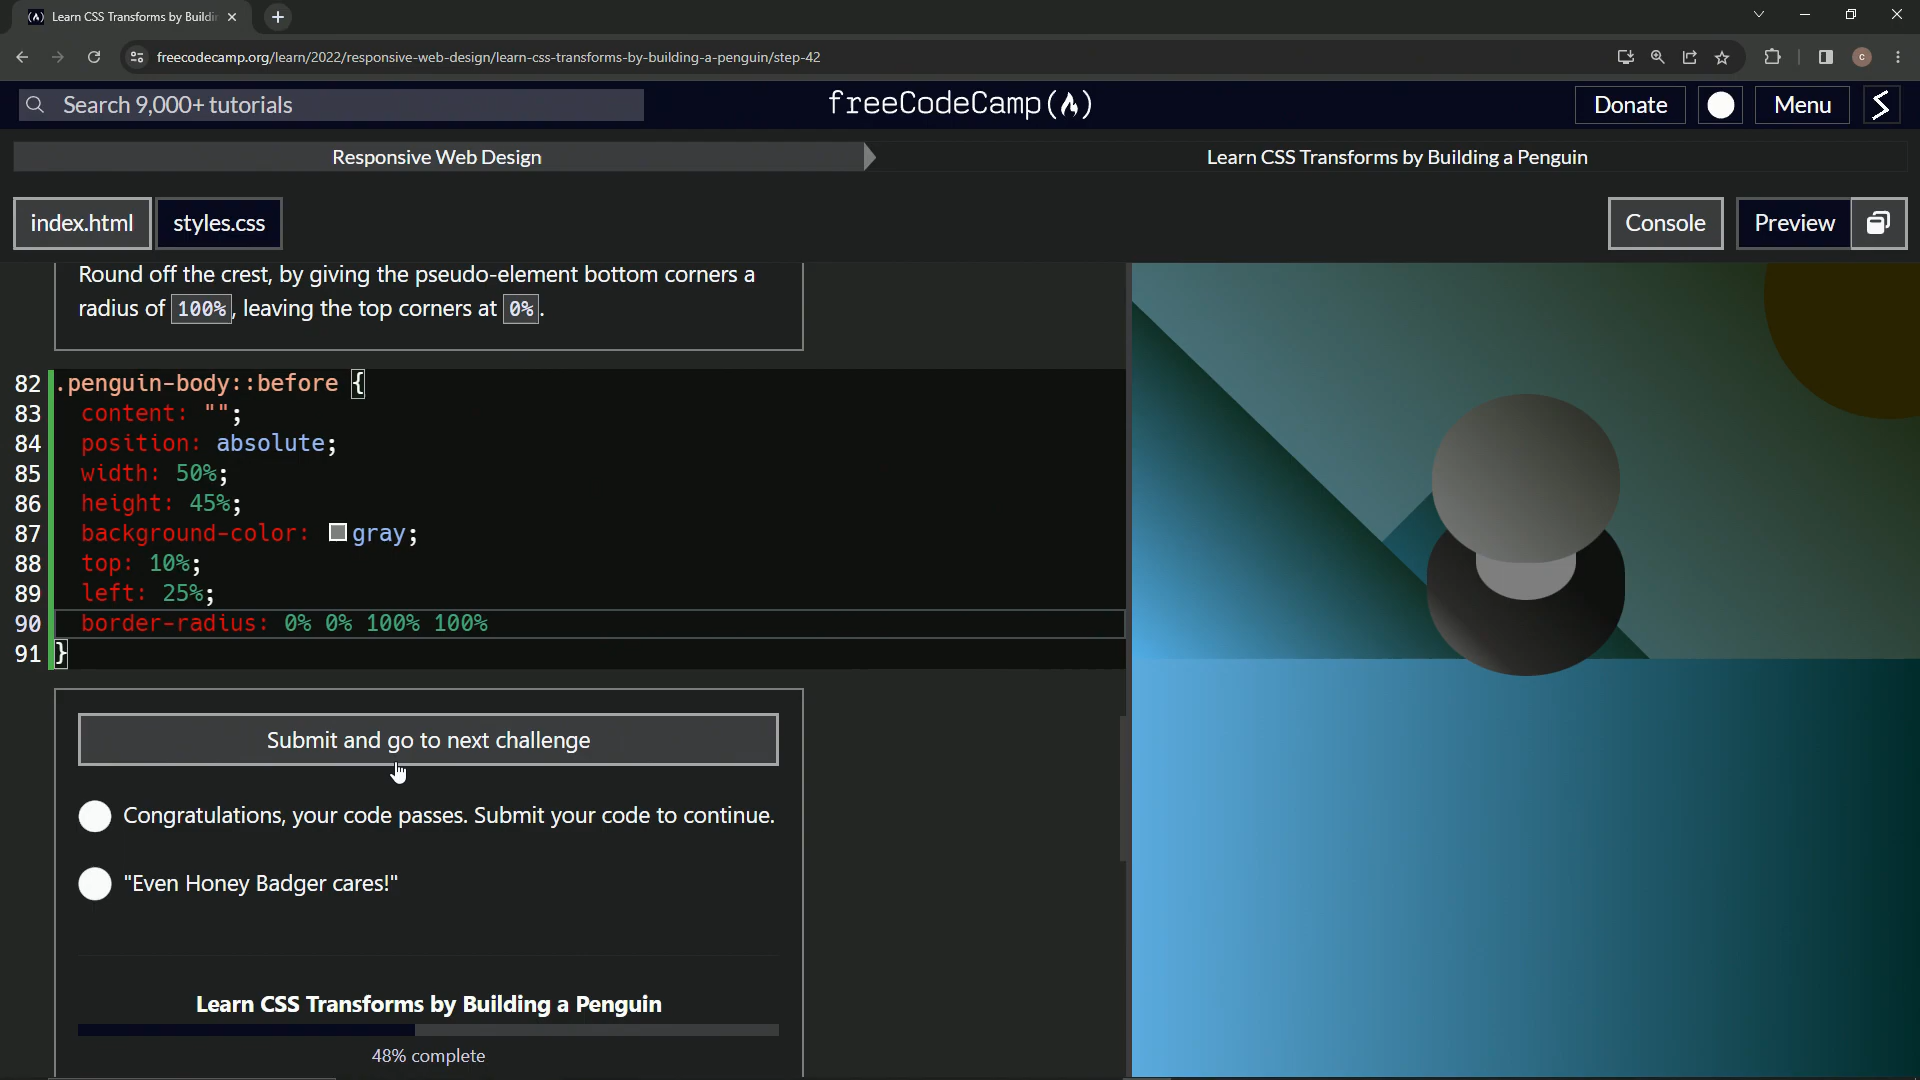 Learn CSS Transforms by Buildi
freecodecamp.org/learn/2022/responsive-web-design/learn-css-transforms-by-building-a-penguin/step-42
C
Search 9,000+ tutorials
freeCodeCamp
Donate
Menu
Responsive Web Design
Learn CSS Transforms by Building a Penguin
index.html
styles.css
Console
Preview
Round off the crest, by giving the pseudo-element bottom corners a
radius of 100%, leaving the top corners at 0%.
82 .penguin-body::before {
83 content: "";
84 position: absolute;
85 width: 50%;
86 height: 45%;
87 background-color: gray;
88 top: 10%;
89 left: 25%;
90 border-radius: 0% 0% 100% 100%
91 }
Submit and go to next challenge
Congratulations, your code passes. Submit your code to continue.
"Even Honey Badger cares!"
Learn CSS Transforms by Building a Penguin
48% complete